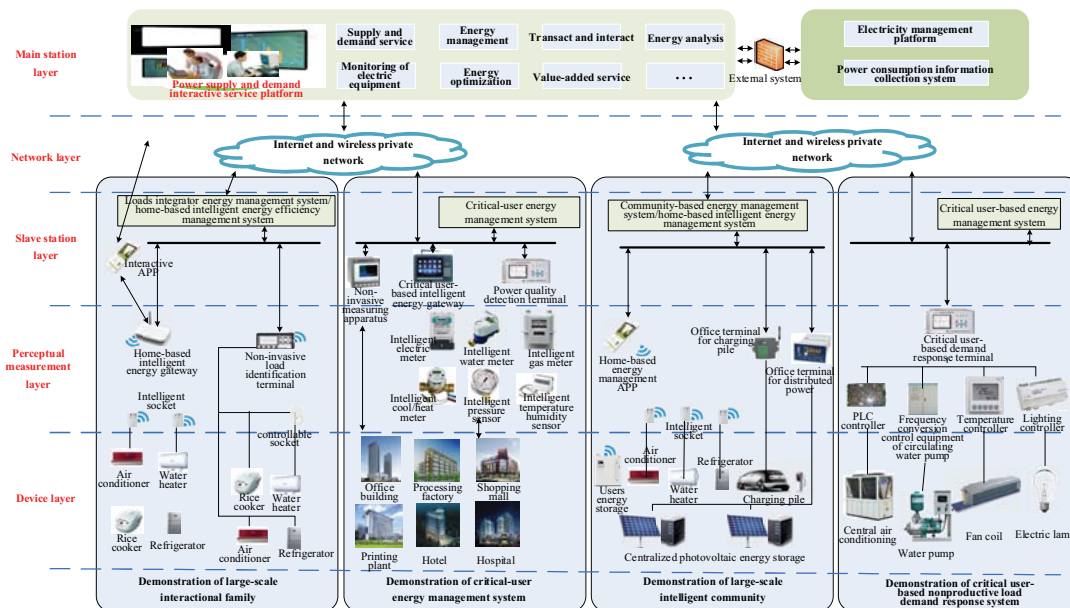 Main station
layer
Power supply and demand
interactive service platform
Supply and
demand service
Energy
management
Transact and interact
Energy analysis
Monitoring of
electric
equipment
Energy
optimization
Value-added service
...
External system
Electricity management
platform
Power consumption information
collection system
Network layer
Internet and wireless private
network
Internet and wireless private
network
Slave station
layer
Loads integrator energy management system/
home-based intelligent energy efficiency
management system
Interactive APP
Critical-user energy
management system
Non-
invasive
measuring
apparatus
Critical user-
based intelligent
energy gateway
Power quality
detection terminal
Community-based energy management
system/home-based intelligent energy
management system
Critical user-based energy
management system
Perceptual
measurement
layer
Home-based
intelligent
energy gateway
Non-invasive
load
identification
terminal
Intelligent
socket
controllable
socket
Intelligent
electric
meter
Intelligent
water meter
Intelligent
gas meter
Intelligent
cool/heat
meter
Intelligent
pressure
sensor
Intelligent
temperature
humidity
sensor
Home-based
energy
management
APP
Office terminal
for charging
pile
Office terminal
for distributed
power
Intelligent
socket
Critical
user-based demand
response terminal
PLC
controller
Frequency
conversion
control equipment
of circulating
water pump
Temperature
controller
Lighting
controller
Device layer
Air
conditioner
Water
heater
Rice
cooker
Refrigerator
Rice
cooker
Water
heater
Air
conditioner
Refrigerator
Office
building
Processing
factory
Shopping
mall
Printing
plant
Hotel
Hospital
Users
energy
storage
Air
conditioner
Water
heater
Refrigerator
Charging pile
Centralized photovoltaic energy storage
Central air
conditioning
Water pump
Fan coil
Electric lamp
Demonstration of large-scale
interactional family
Demonstration of critical-user
energy management system
Demonstration of large-scale
intelligent community
Demonstration of critical user-
based nonproductive load
demand response system